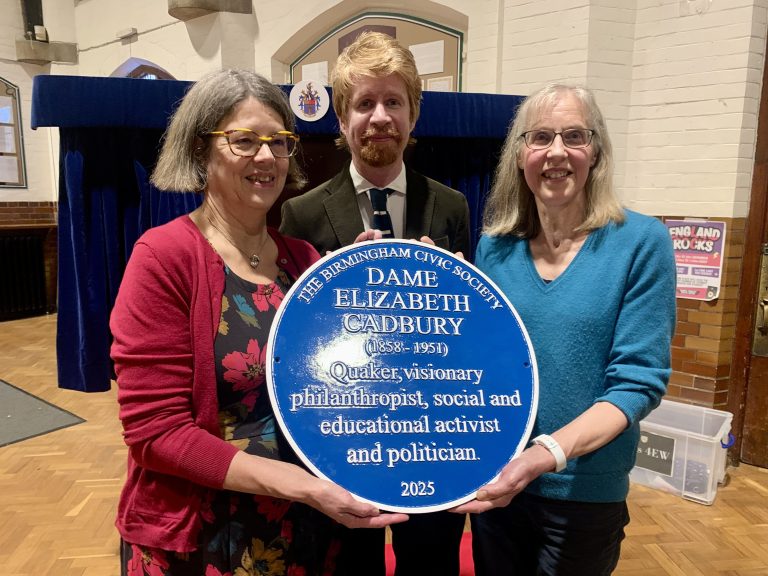 THE BIRMINGHAM CIVIC SOCIETY
DAME
ELIZABETH
CADBURY
(1858 - 1951)
Quaker, visionary
philanthropist, social and
educational activist
and politician.
2025
ENGLAND
ROCKS
4EW